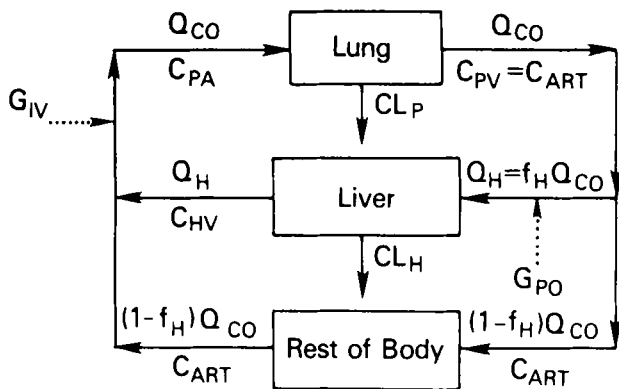 Q_CO
Lung
Q_CO
C_PA
C_PV = C_ART
G_IV
CL_P
Q_H
Liver
Q_H = f_H Q_CO
C_HV
CL_H
G_PO
(1-f_H)Q_CO
Rest of Body
(1-f_H)Q_CO
C_ART
C_ART